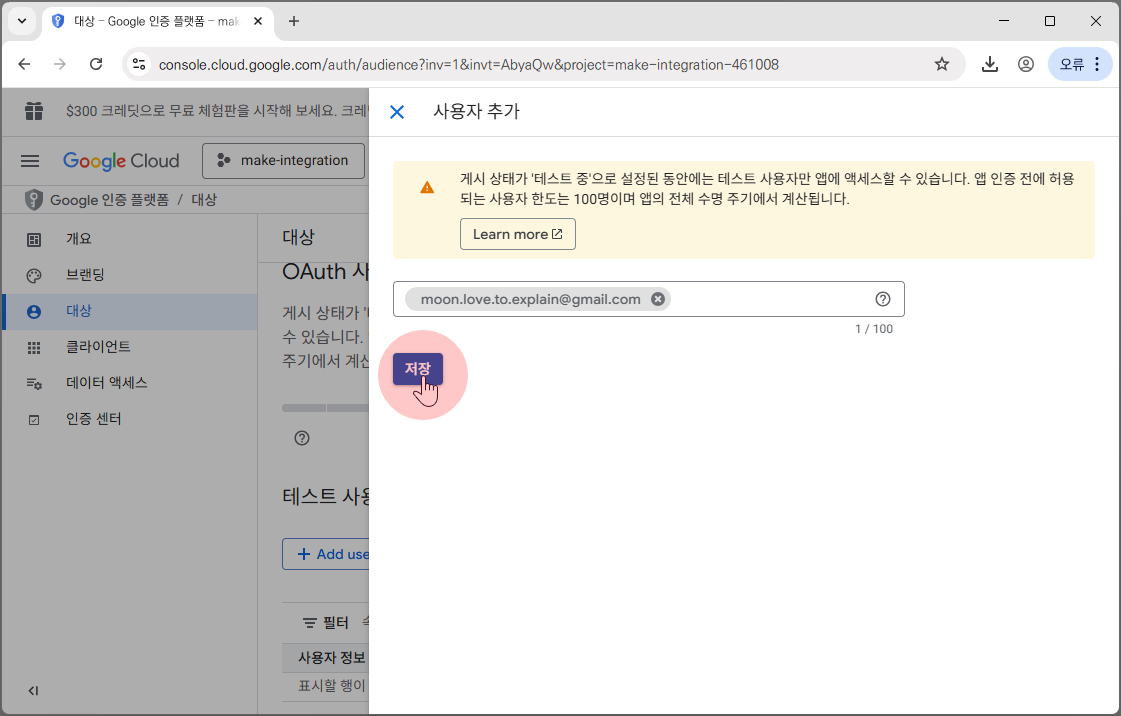 대상 – Google 인증 플랫폼 – mak
console.cloud.google.com/auth/audience?inv=1&invt=AbyaQw&project=make-integration-461008
오류
$300 크레딧으로 무료 체험판을 시작해 보세요. 크레
Google Cloud
make-integration
Google 인증 플랫폼 / 대상
개요
브랜딩
대상
클라이언트
데이터 액세스
인증 센터
대상
OAuth 사
게시 상태가 '
수 있습니다.
주기에서 계산
테스트 사용
Add use
필터
사용자 정보
표시할 행이
사용자 추가
게시 상태가 '테스트 중'으로 설정된 동안에는 테스트 사용자만 앱에 액세스할 수 있습니다. 앱 인증 전에 허용
되는 사용자 한도는 100명이며 앱의 전체 수명 주기에서 계산됩니다.
Learn more
moon.love.to.explain@gmail.com
1 / 100
저장